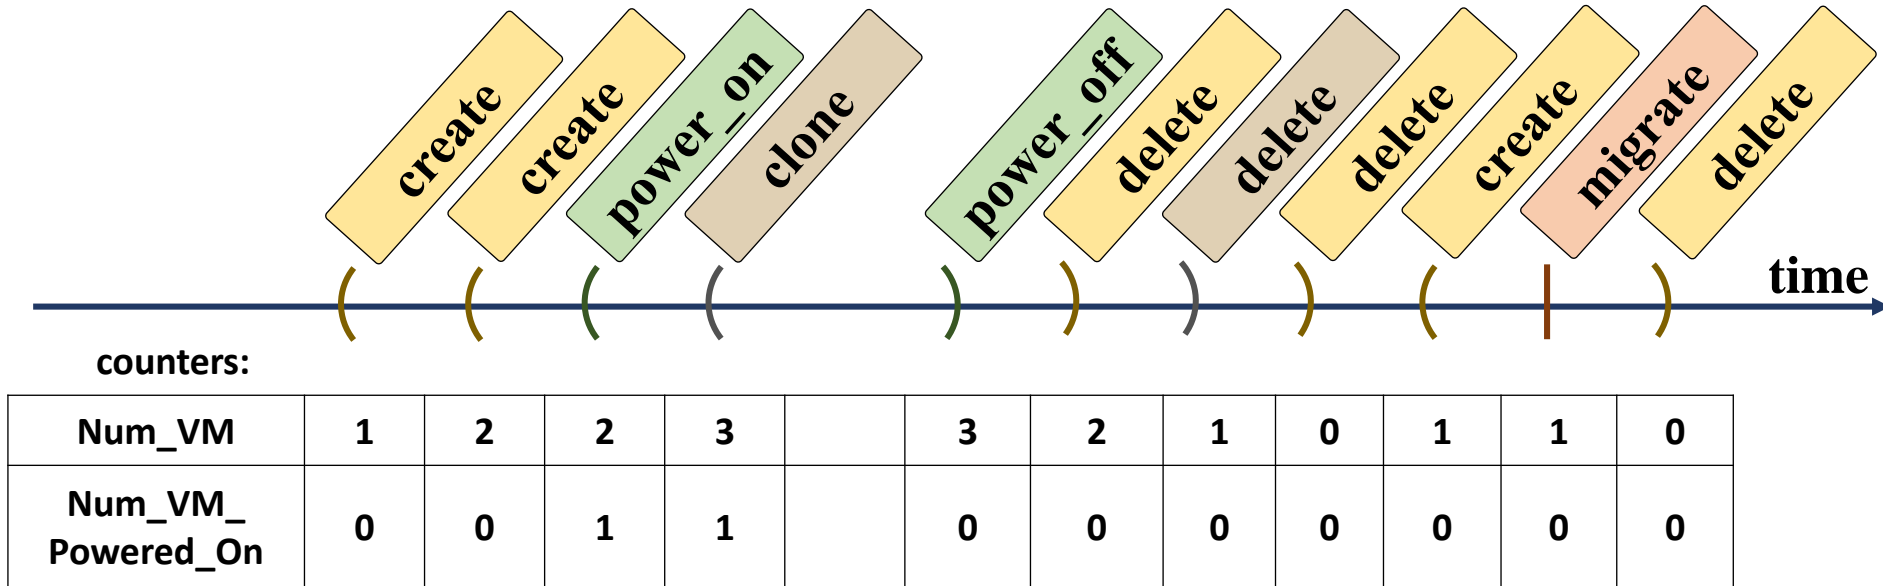 create
create
power_on
clone
power_off
delete
delete
delete
create
migrate
delete
time
counters:
Num_VM 1 2 2 3 3 2 1 0 1 1 0
Num_VM_
Powered_On 0 0 1 1 0 0 0 0 0 0 0